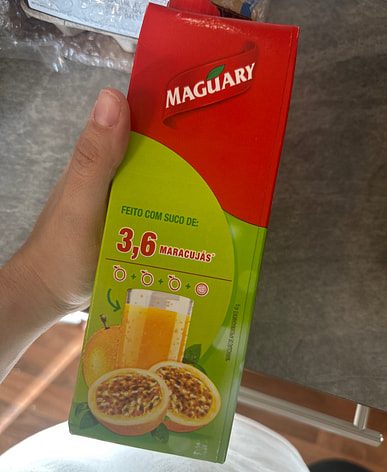 MAGUARY
FEITO COM SUCO DE:
3,6 MARACUJÁS*
+ + +